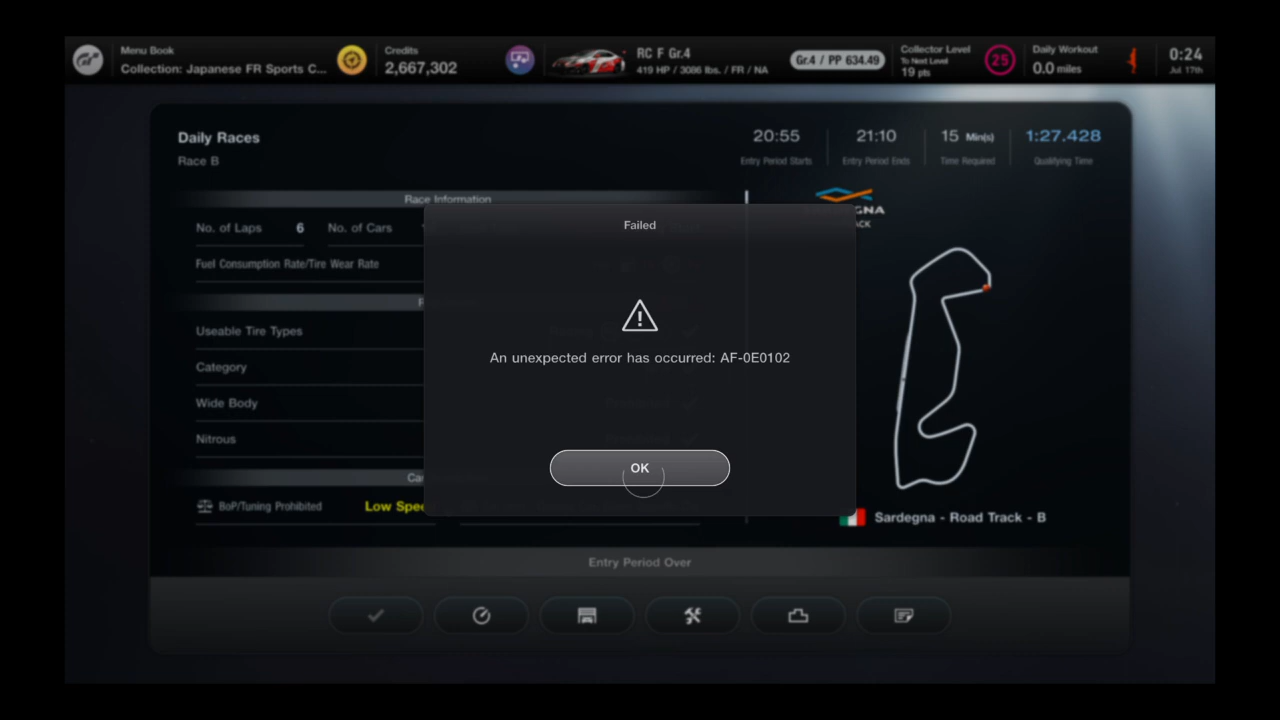 Menu Book
Collection: Japanese FR Sports C...
Credits
2,667,302
RC F Gr.4
419 HP / 3086 lbs. / FR / NA
Gr.4 / PP 634.49
Collector Level
To Next Level
19 pts
25
Daily Workout
0.0 miles
0:24
Jul. 17th
Daily Races
Race B
20:55
Entry Period Starts
21:10
Entry Period Ends
15 Min(s)
Time Required
1:27.428
Qualifying Time
Race Information
No. of Laps 6 No. of Cars
Fuel Consumption Rate/Tire Wear Rate
Useable Tire Types
Category
Wide Body
Nitrous
BoP/Tuning Prohibited Low Spee
Failed
An unexpected error has occurred: AF-0E0102
OK
Sardegna - Road Track - B
Entry Period Over